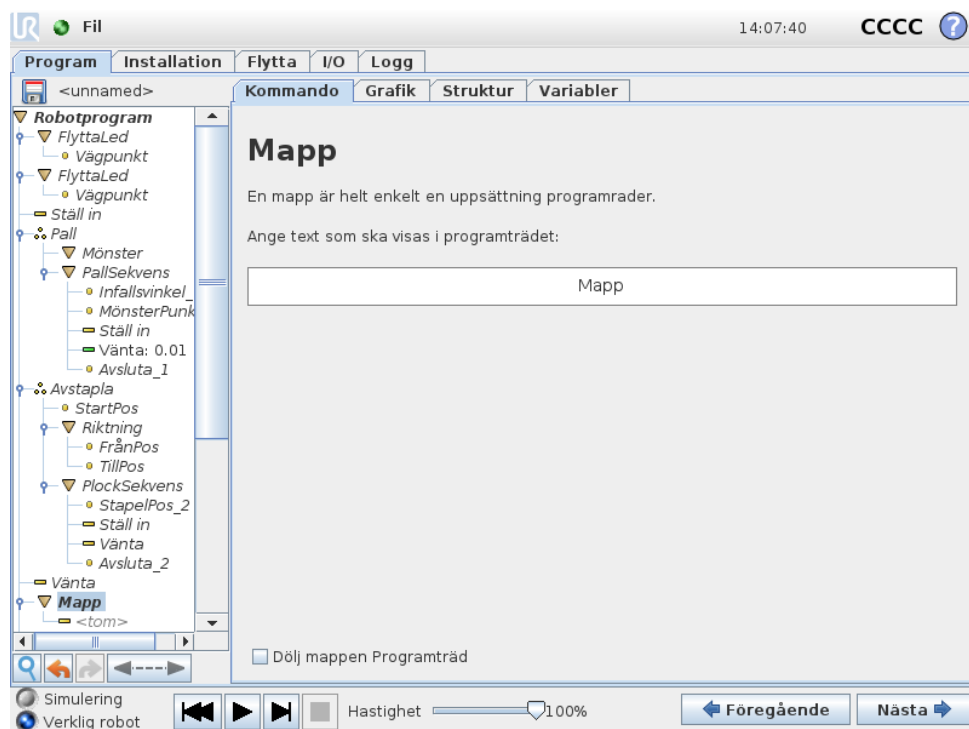 UR Fil 14:07:40 CCCC ?
Program Installation Flytta I/O Logg
<unnamed>
Kommando Grafik Struktur Variabler
Robotprogram
FlyttaLed
Vägpunkt
FlyttaLed
Vägpunkt
Ställ in
Pall
Mönster
PallSekvens
Infallsvinkel_
MönsterPunk
Ställ in
Vänta: 0.01
Avsluta_1
Avstapla
StartPos
Riktning
FrånPos
TillPos
PlockSekvens
StapelPos_2
Ställ in
Vänta
Avsluta_2
Vänta
Mapp
<tom>
Mapp
En mapp är helt enkelt en uppsättning programrader.
Ange text som ska visas i programträdet:
Mapp
Dölj mappen Programträd
Simulering
Verklig robot
Hastighet 100%
Föregående Nästa